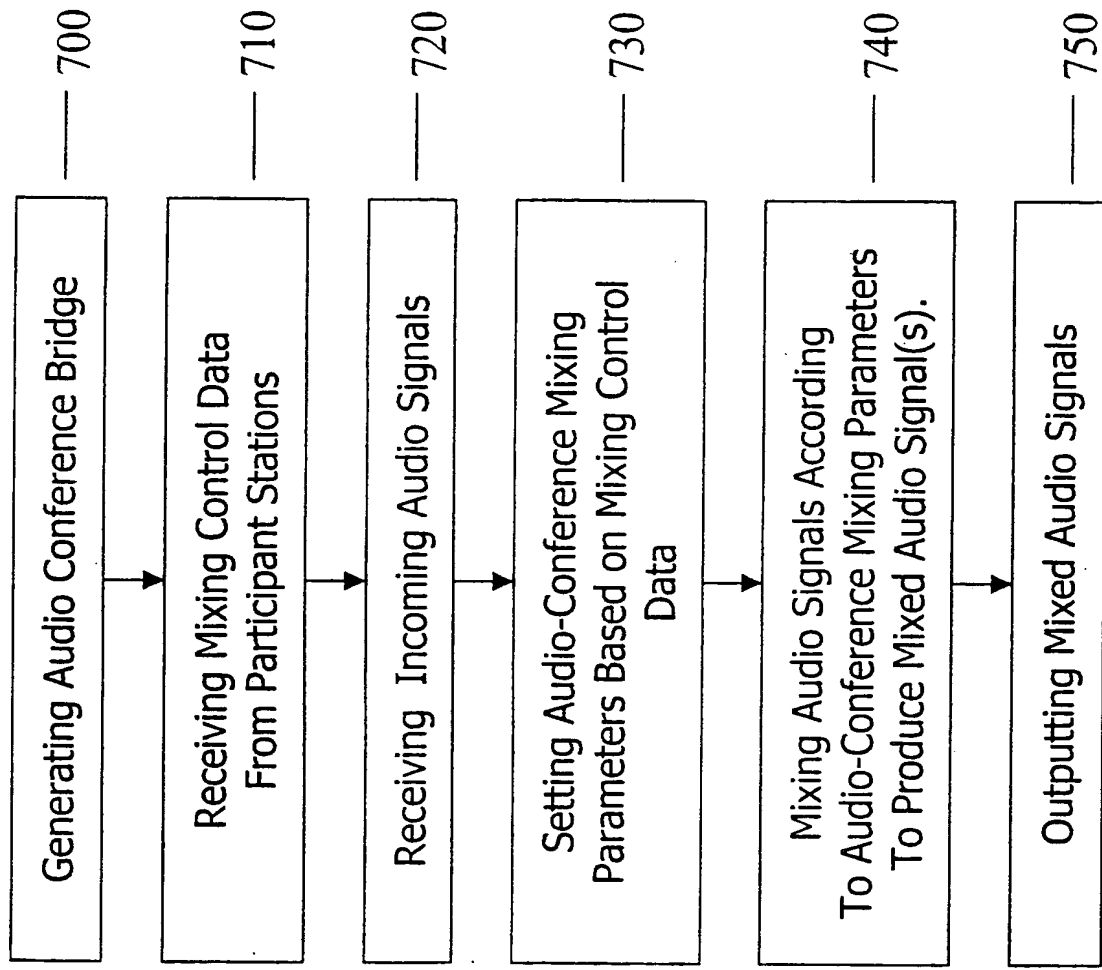 Generating Audio Conference Bridge
700
Receiving Mixing Control Data
From Participant Stations
710
Receiving Incoming Audio Signals
720
Setting Audio-Conference Mixing
Parameters Based on Mixing Control
Data
730
Mixing Audio Signals According
To Audio-Conference Mixing Parameters
To Produce Mixed Audio Signal(s).
740
Outputting Mixed Audio Signals
750